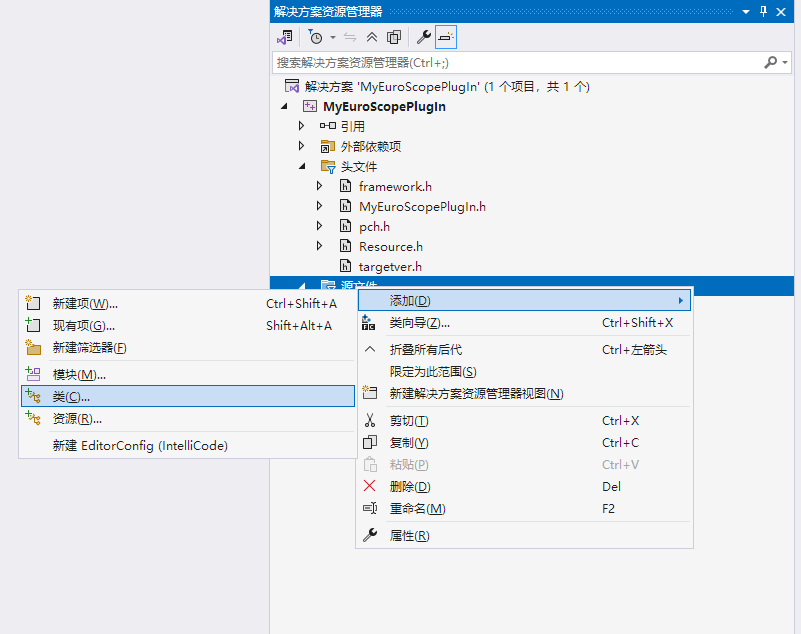 解决方案资源管理器
搜索解决方案资源管理器(Ctrl+;)
解决方案 'MyEuroScopePlugIn' (1 个项目，共 1 个)
MyEuroScopePlugIn
引用
外部依赖项
头文件
framework.h
MyEuroScopePlugIn.h
pch.h
Resource.h
targetver.h
源文件
新建项(W)... Ctrl+Shift+A
现有项(G)... Shift+Alt+A
新建筛选器(F)
模块(M)...
类(C)...
资源(R)...
新建 EditorConfig (IntelliCode)
添加(D)
类向导(Z)... Ctrl+Shift+X
折叠所有后代 Ctrl+左箭头
限定为此范围(S)
新建解决方案资源管理器视图(N)
剪切(T) Ctrl+X
复制(Y) Ctrl+C
粘贴(P) Ctrl+V
删除(D) Del
重命名(M) F2
属性(R)